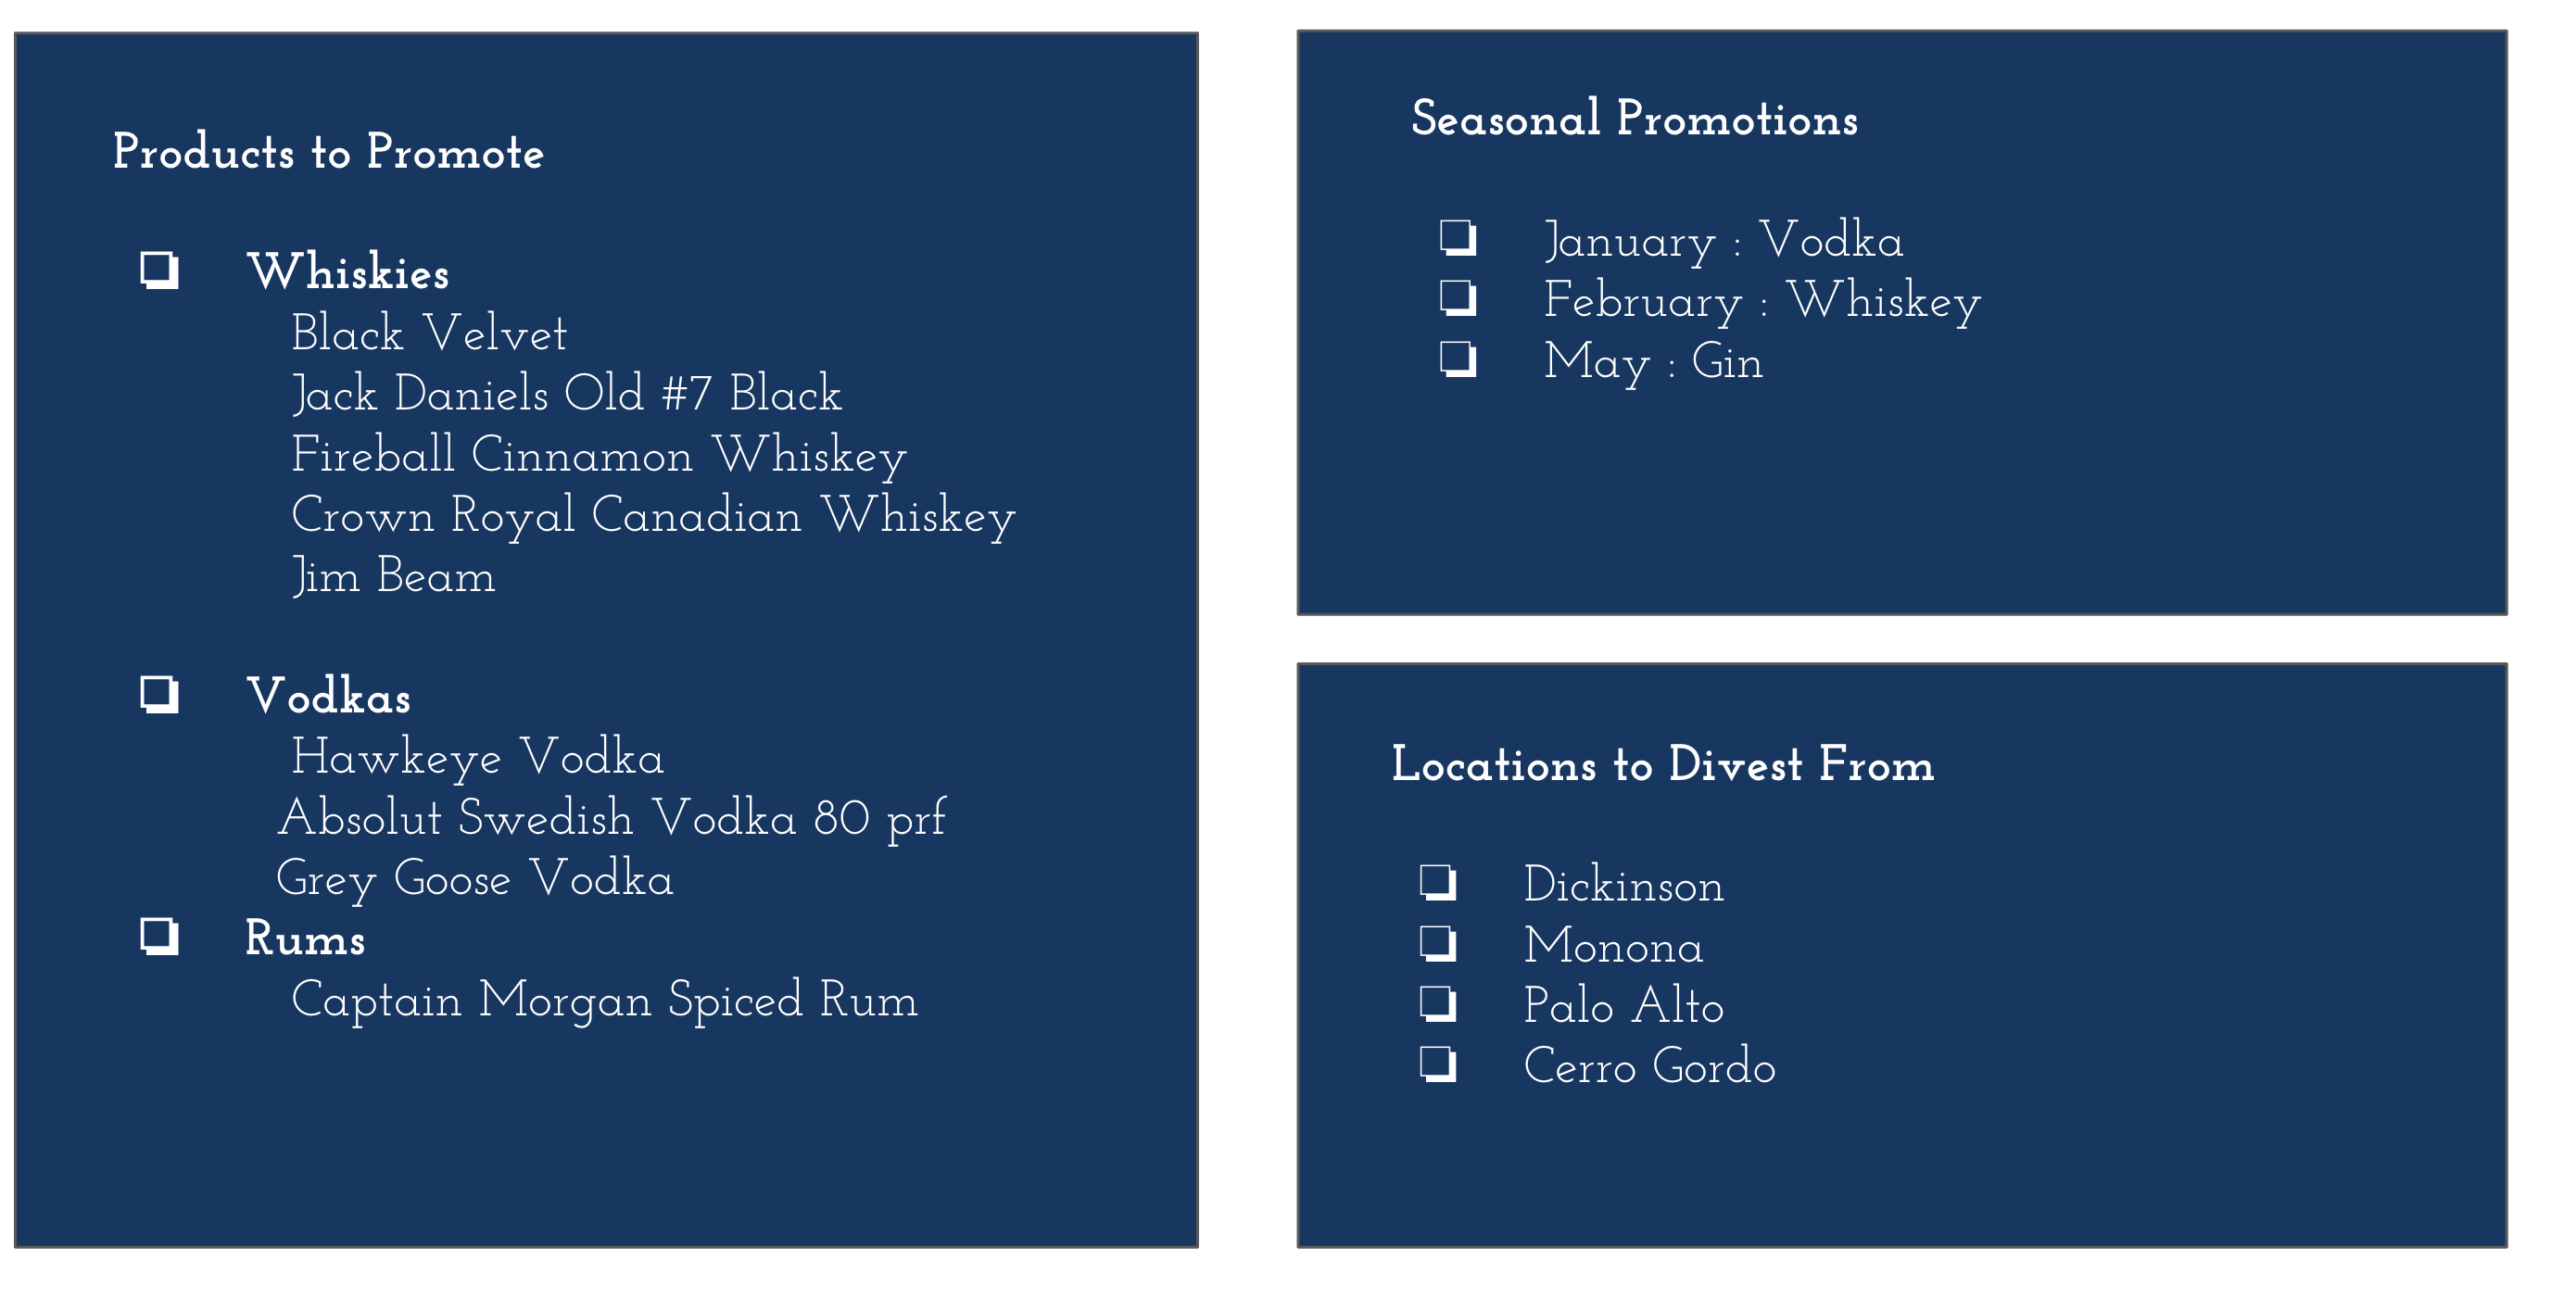 Products to Promote
❏ Whiskies
Black Velvet
Jack Daniels Old #7 Black
Fireball Cinnamon Whiskey
Crown Royal Canadian Whiskey
Jim Beam
❏ Vodkas
Hawkeye Vodka
Absolut Swedish Vodka 80 prf
Grey Goose Vodka
❏ Rums
Captain Morgan Spiced Rum
Seasonal Promotions
❏ January : Vodka
❏ February : Whiskey
❏ May : Gin
Locations to Divest From
❏ Dickinson
❏ Monona
❏ Palo Alto
❏ Cerro Gordo